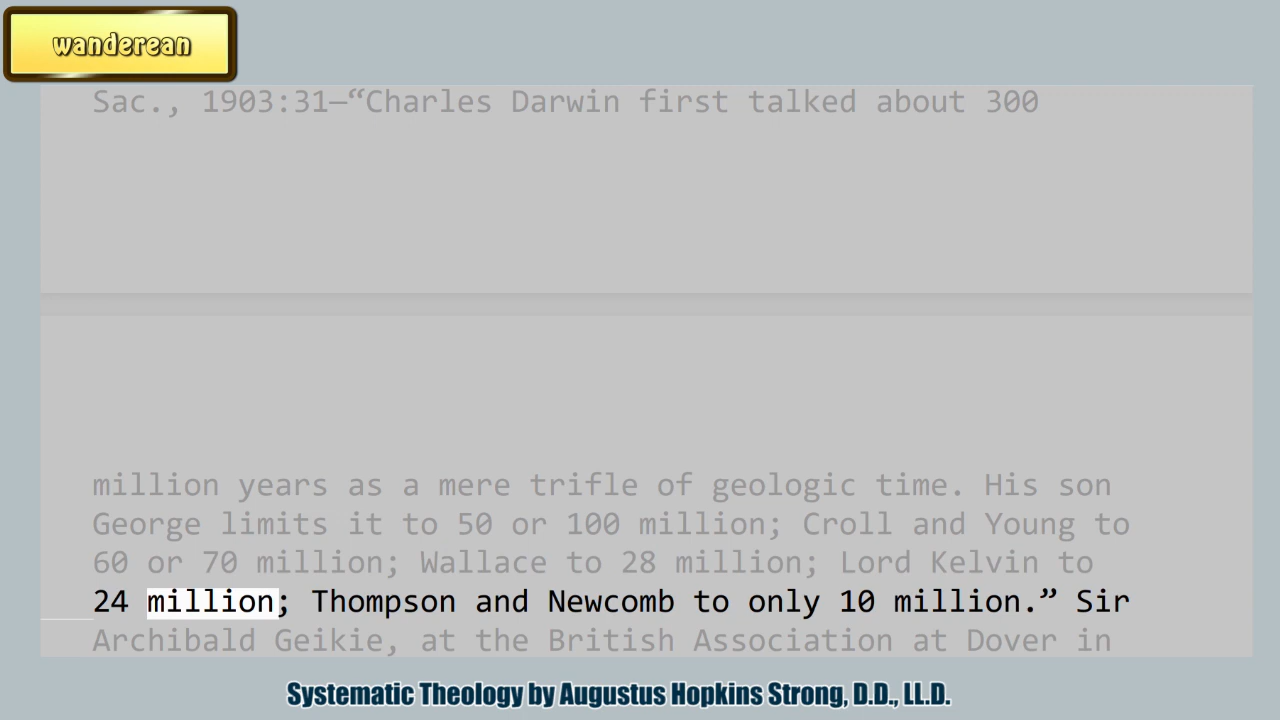 wanderean
Sac., 1903:31—“Charles Darwin first talked about 300
million years as a mere trifle of geologic time. His son
George limits it to 50 or 100 million; Croll and Young to
60 or 70 million; Wallace to 28 million; Lord Kelvin to
24 million; Thompson and Newcomb to only 10 million.” Sir
Archibald Geikie, at the British Association at Dover in
Systematic Theology by Augustus Hopkins Strong, D.D., LL.D.